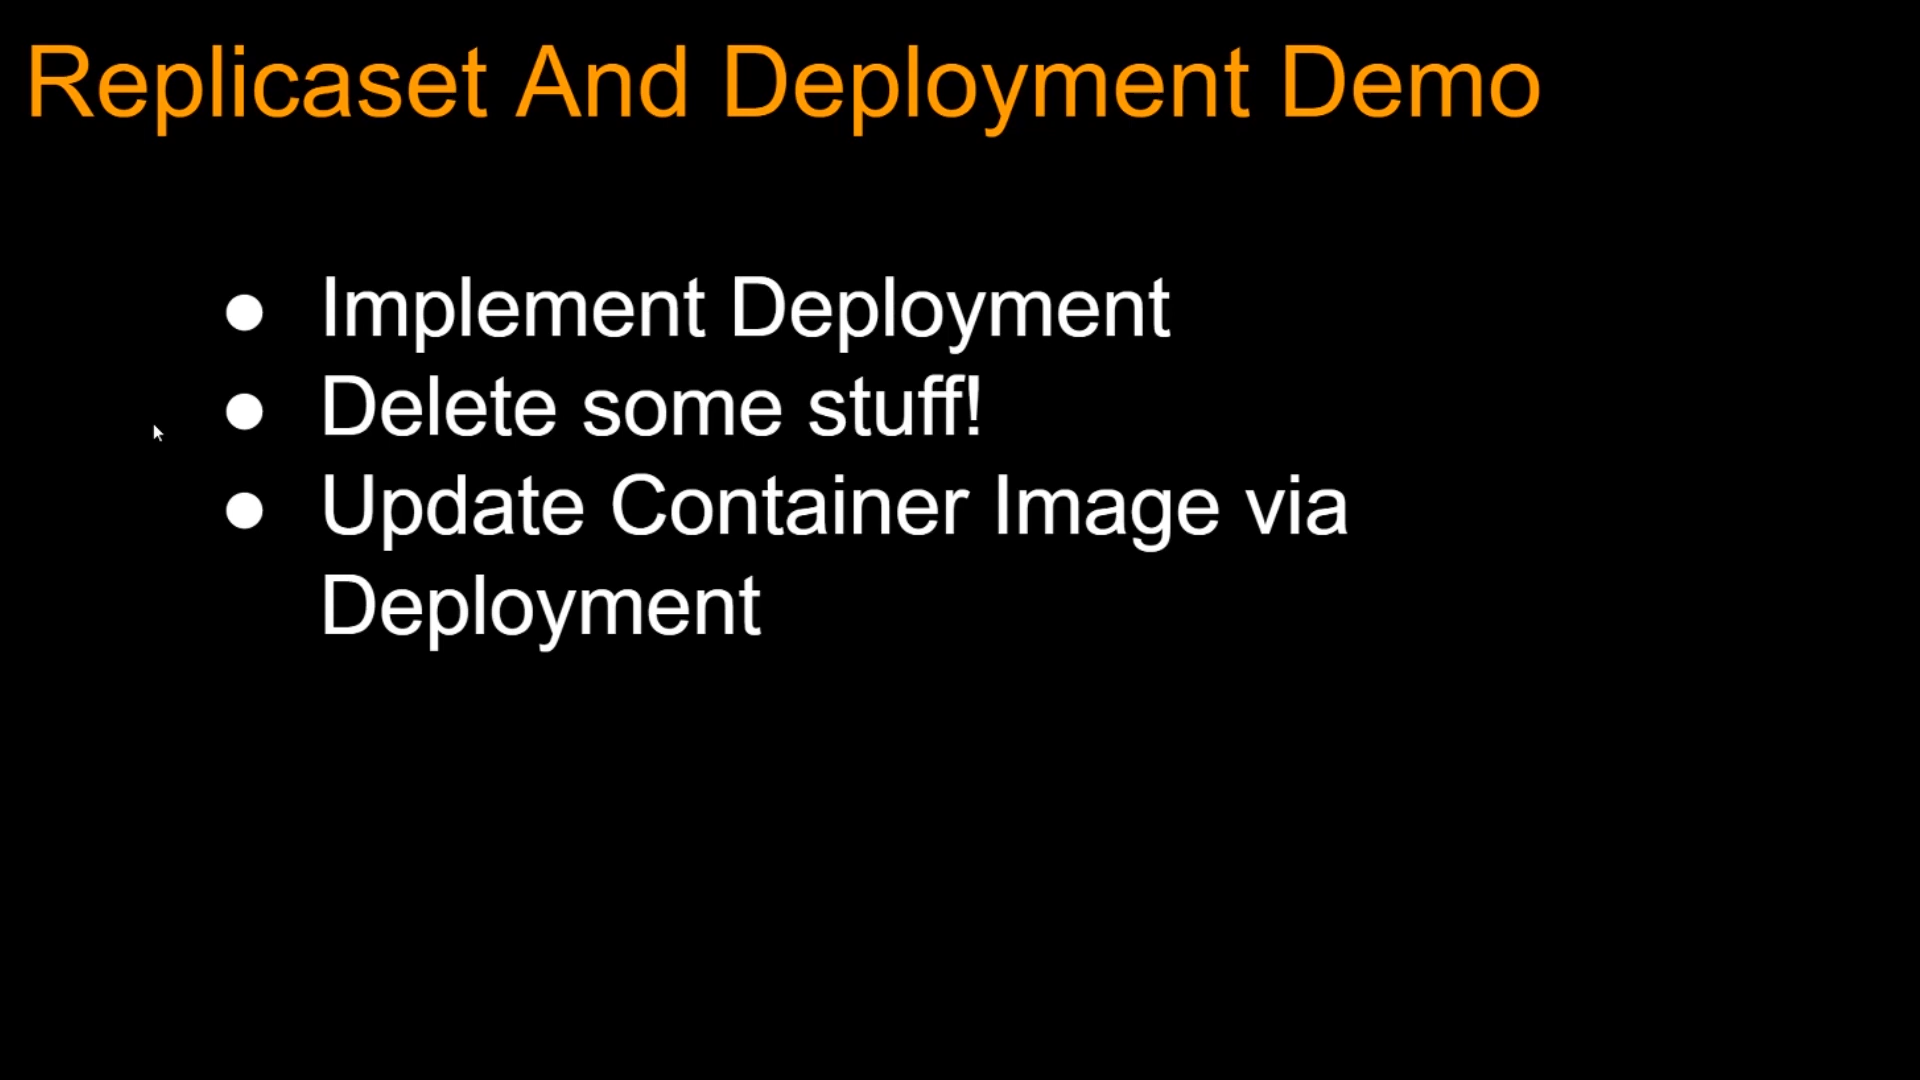 Replicaset And Deployment Demo
● Implement Deployment
● Delete some stuff!
● Update Container Image via
Deployment